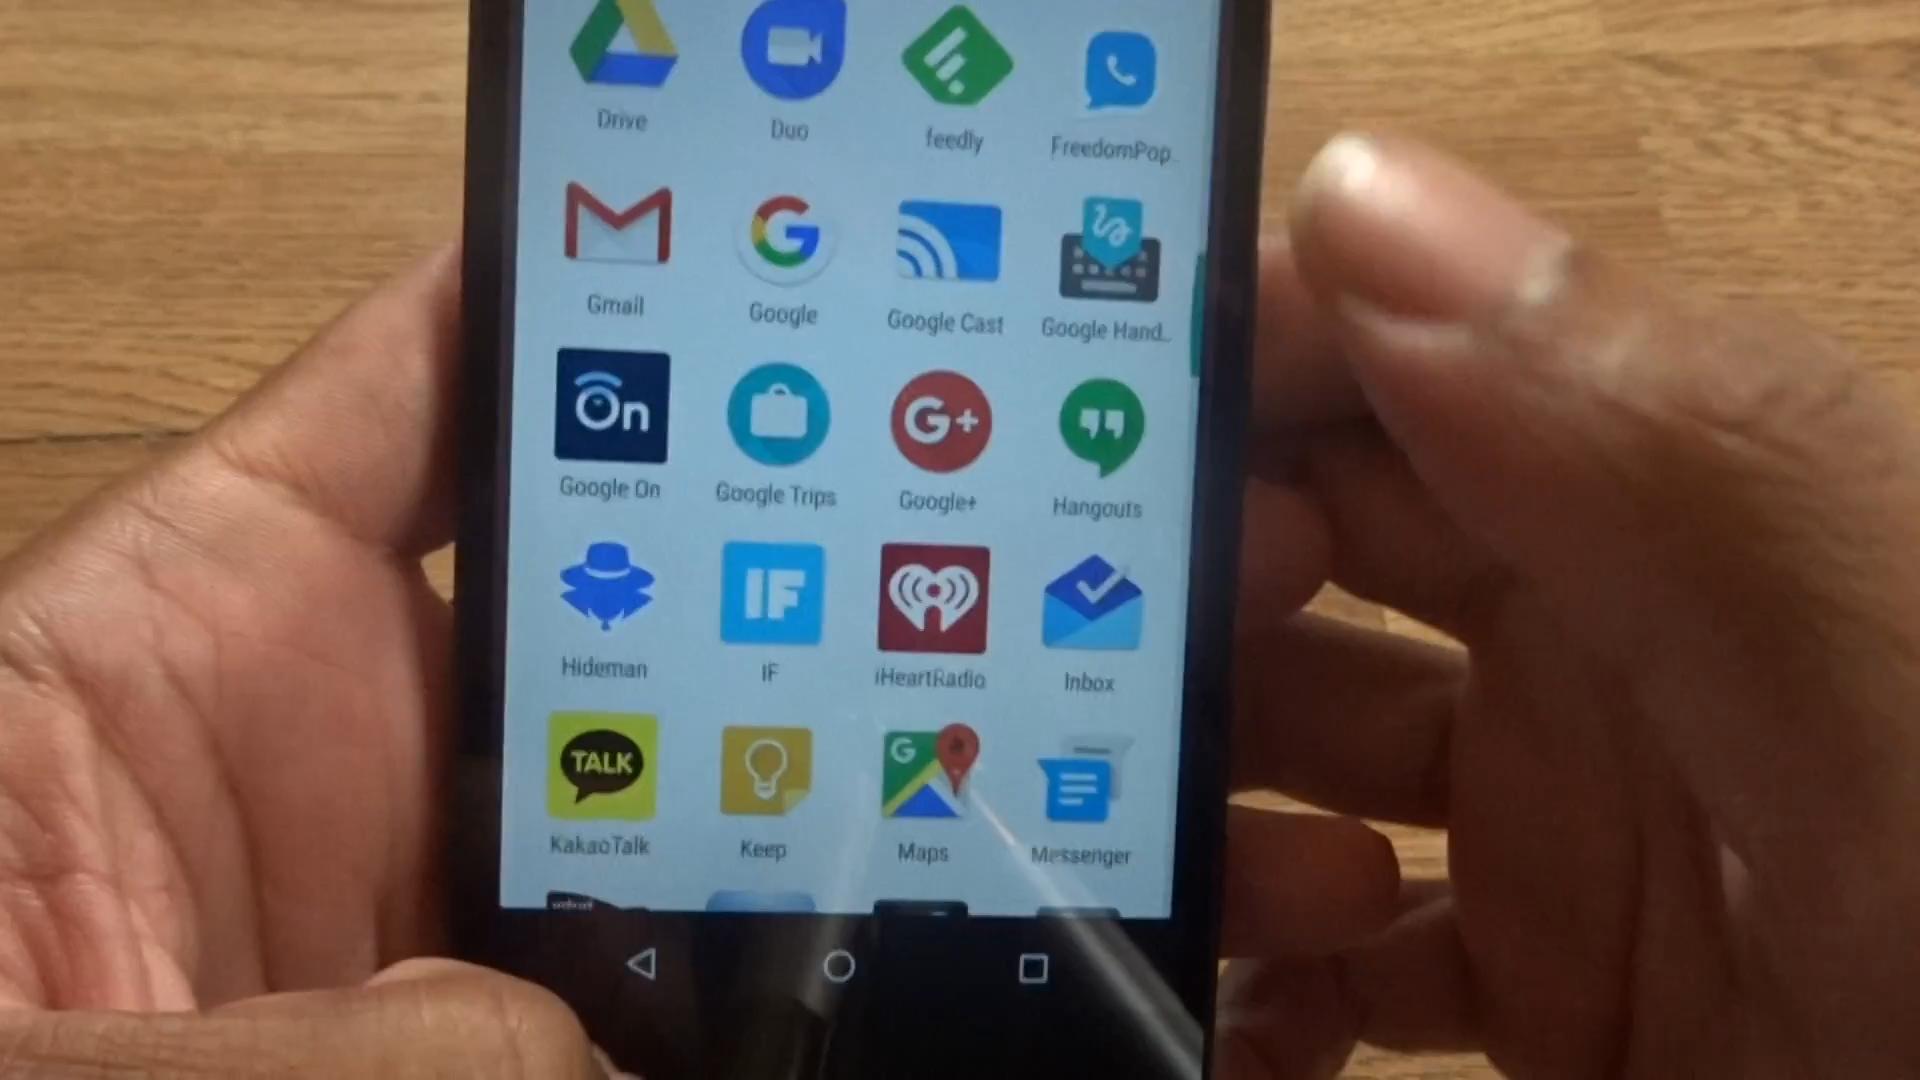 Drive Duo feedly FreedomPop..
Gmail Google Google Cast Google Hand..
On G+
Google On Google Trips Google+ Hangouts
IF
Hideman IF iHeartRadio Inbox
TALK G
KakaoTalk Keep Maps Messenger